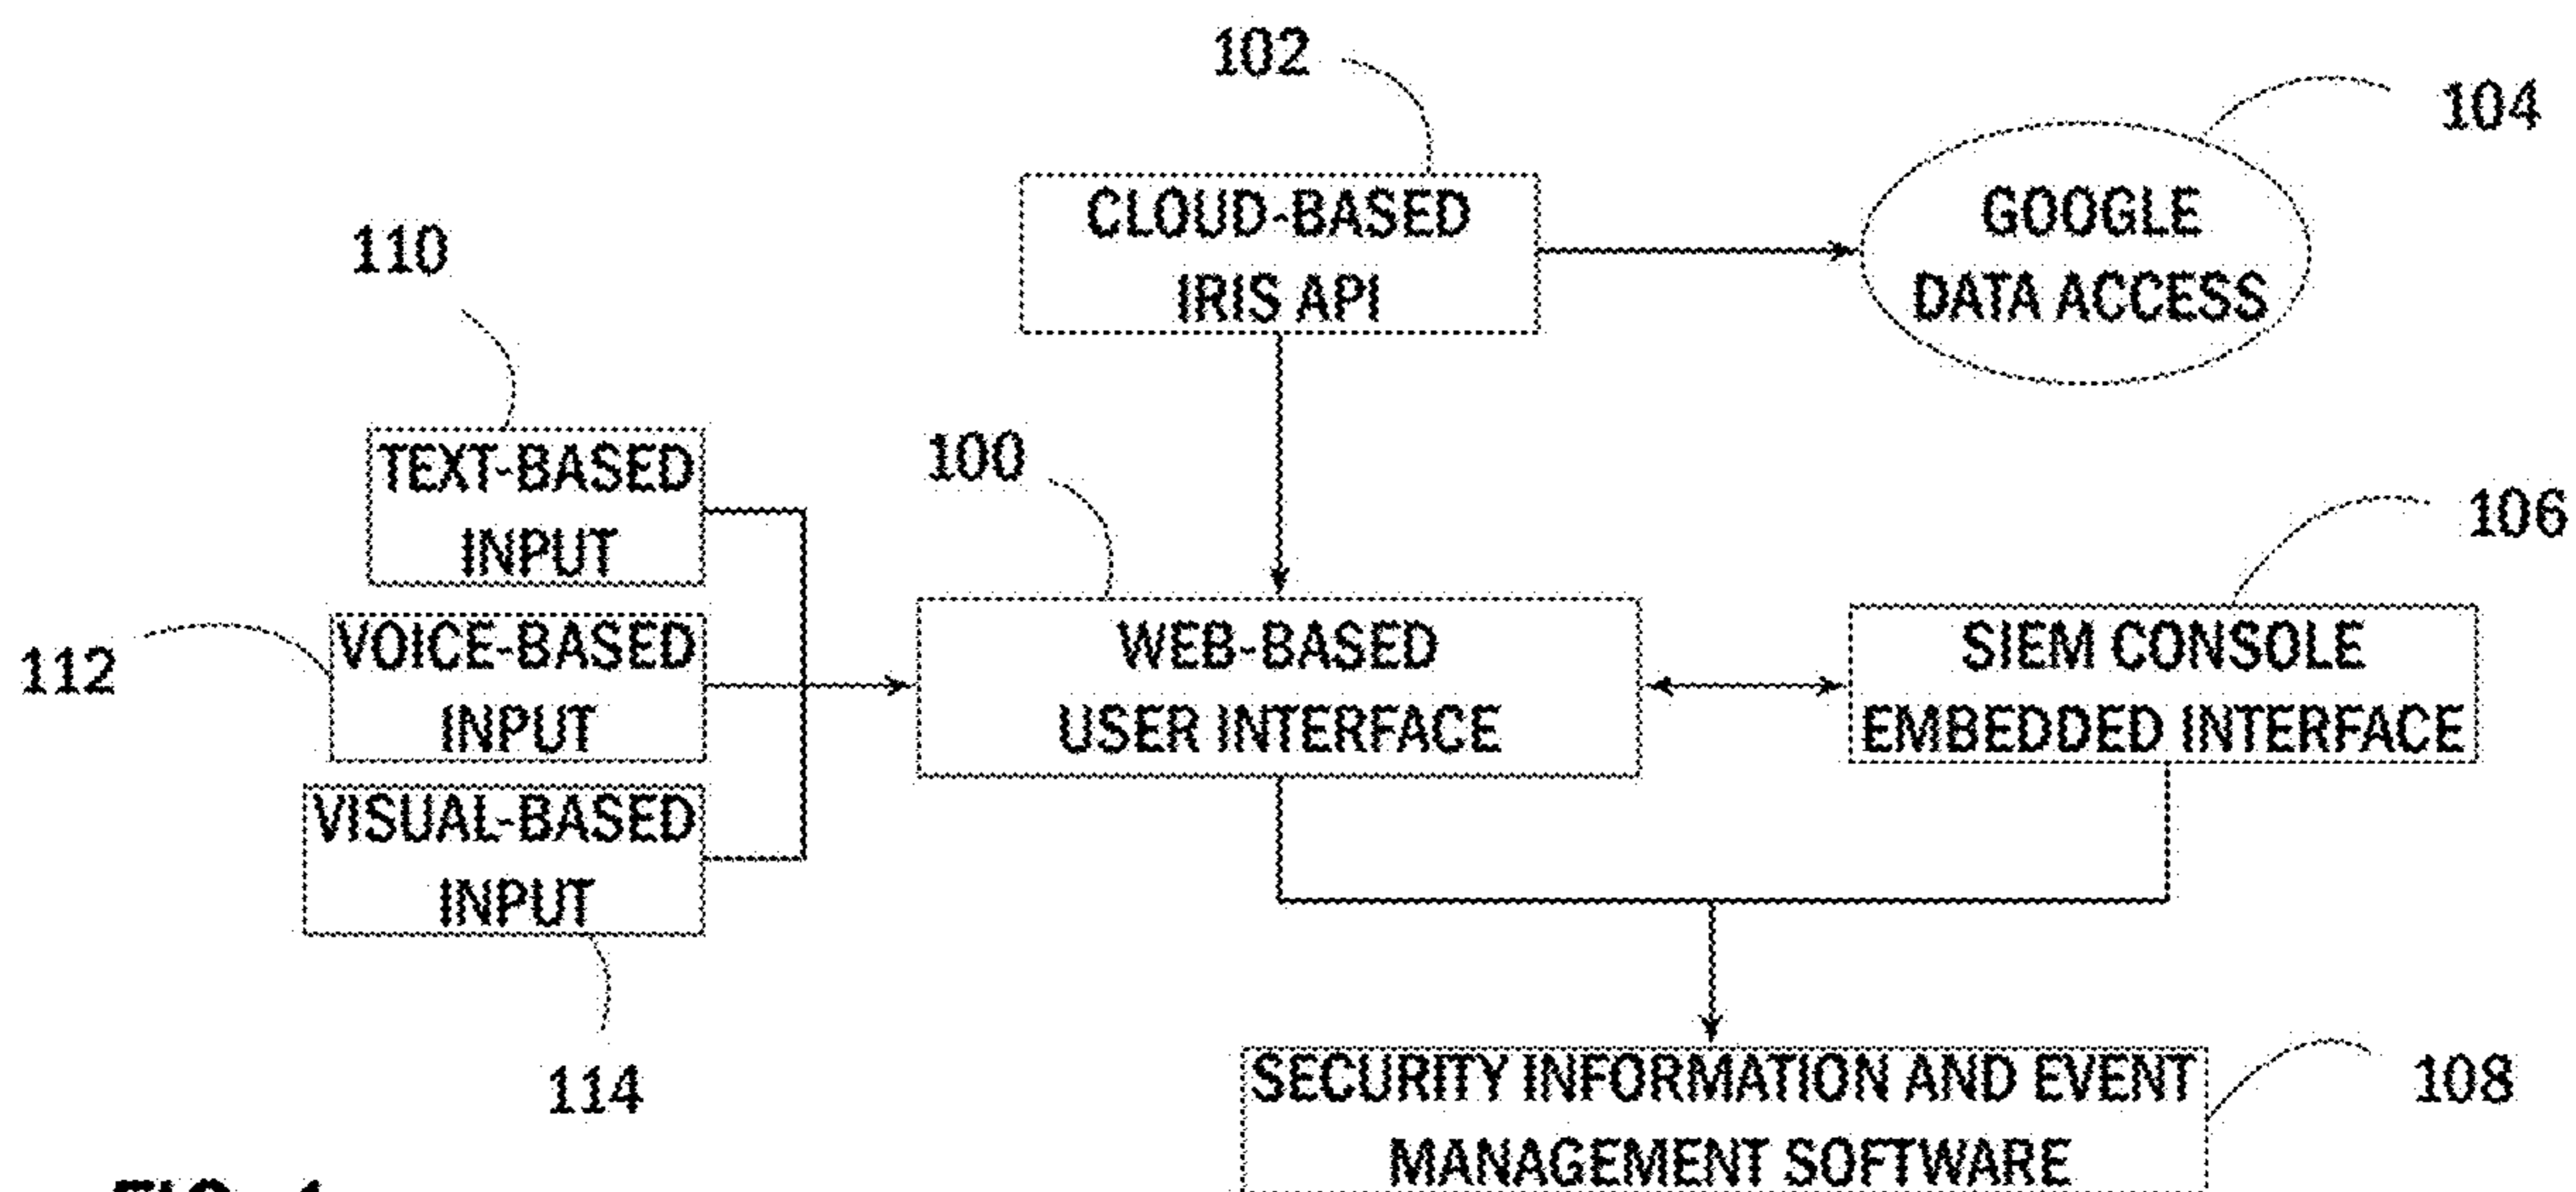 102
104
CLOUD-BASED
IRIS API
GOOGLE
DATA ACCESS
110
TEXT-BASED
INPUT
100
106
112
VOICE-BASED
INPUT
WEB-BASED
USER INTERFACE
SIEM CONSOLE
EMBEDDED INTERFACE
VISUAL-BASED
INPUT
114
108
SECURITY INFORMATION AND EVENT
MANAGEMENT SOFTWARE